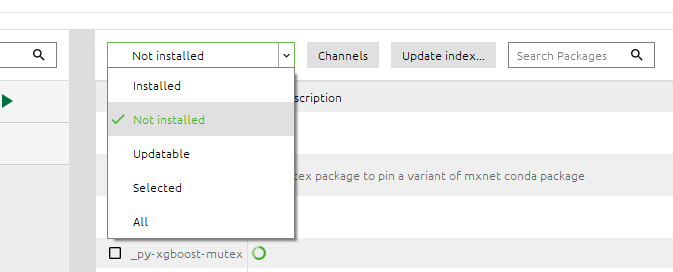 Not installed
Channels
Update index...
Search Packages
Installed
scription
Not installed
Updatable
tex package to pin a variant of mxnet conda package
Selected
All
_py-xgboost-mutex